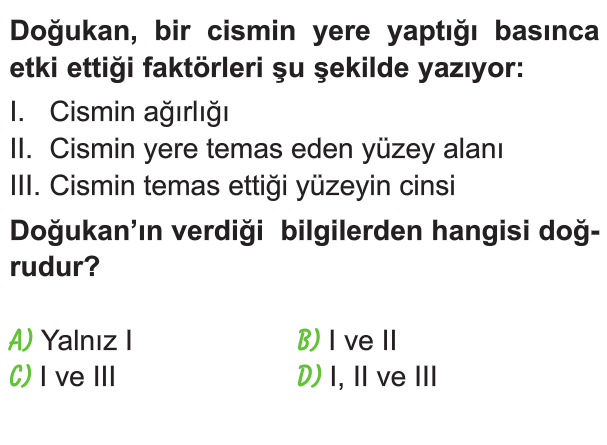 Doğukan, bir cismin yere yaptığı basınca
etki ettiği faktörleri şu şekilde yazıyor:
I. Cismin ağırlığı
II. Cismin yere temas eden yüzey alanı
III. Cismin temas ettiği yüzeyin cinsi
Doğukan’ın verdiği bilgilerden hangisi doğ-
rudur?
A) Yalnız I B) I ve II
C) I ve III D) I, II ve III